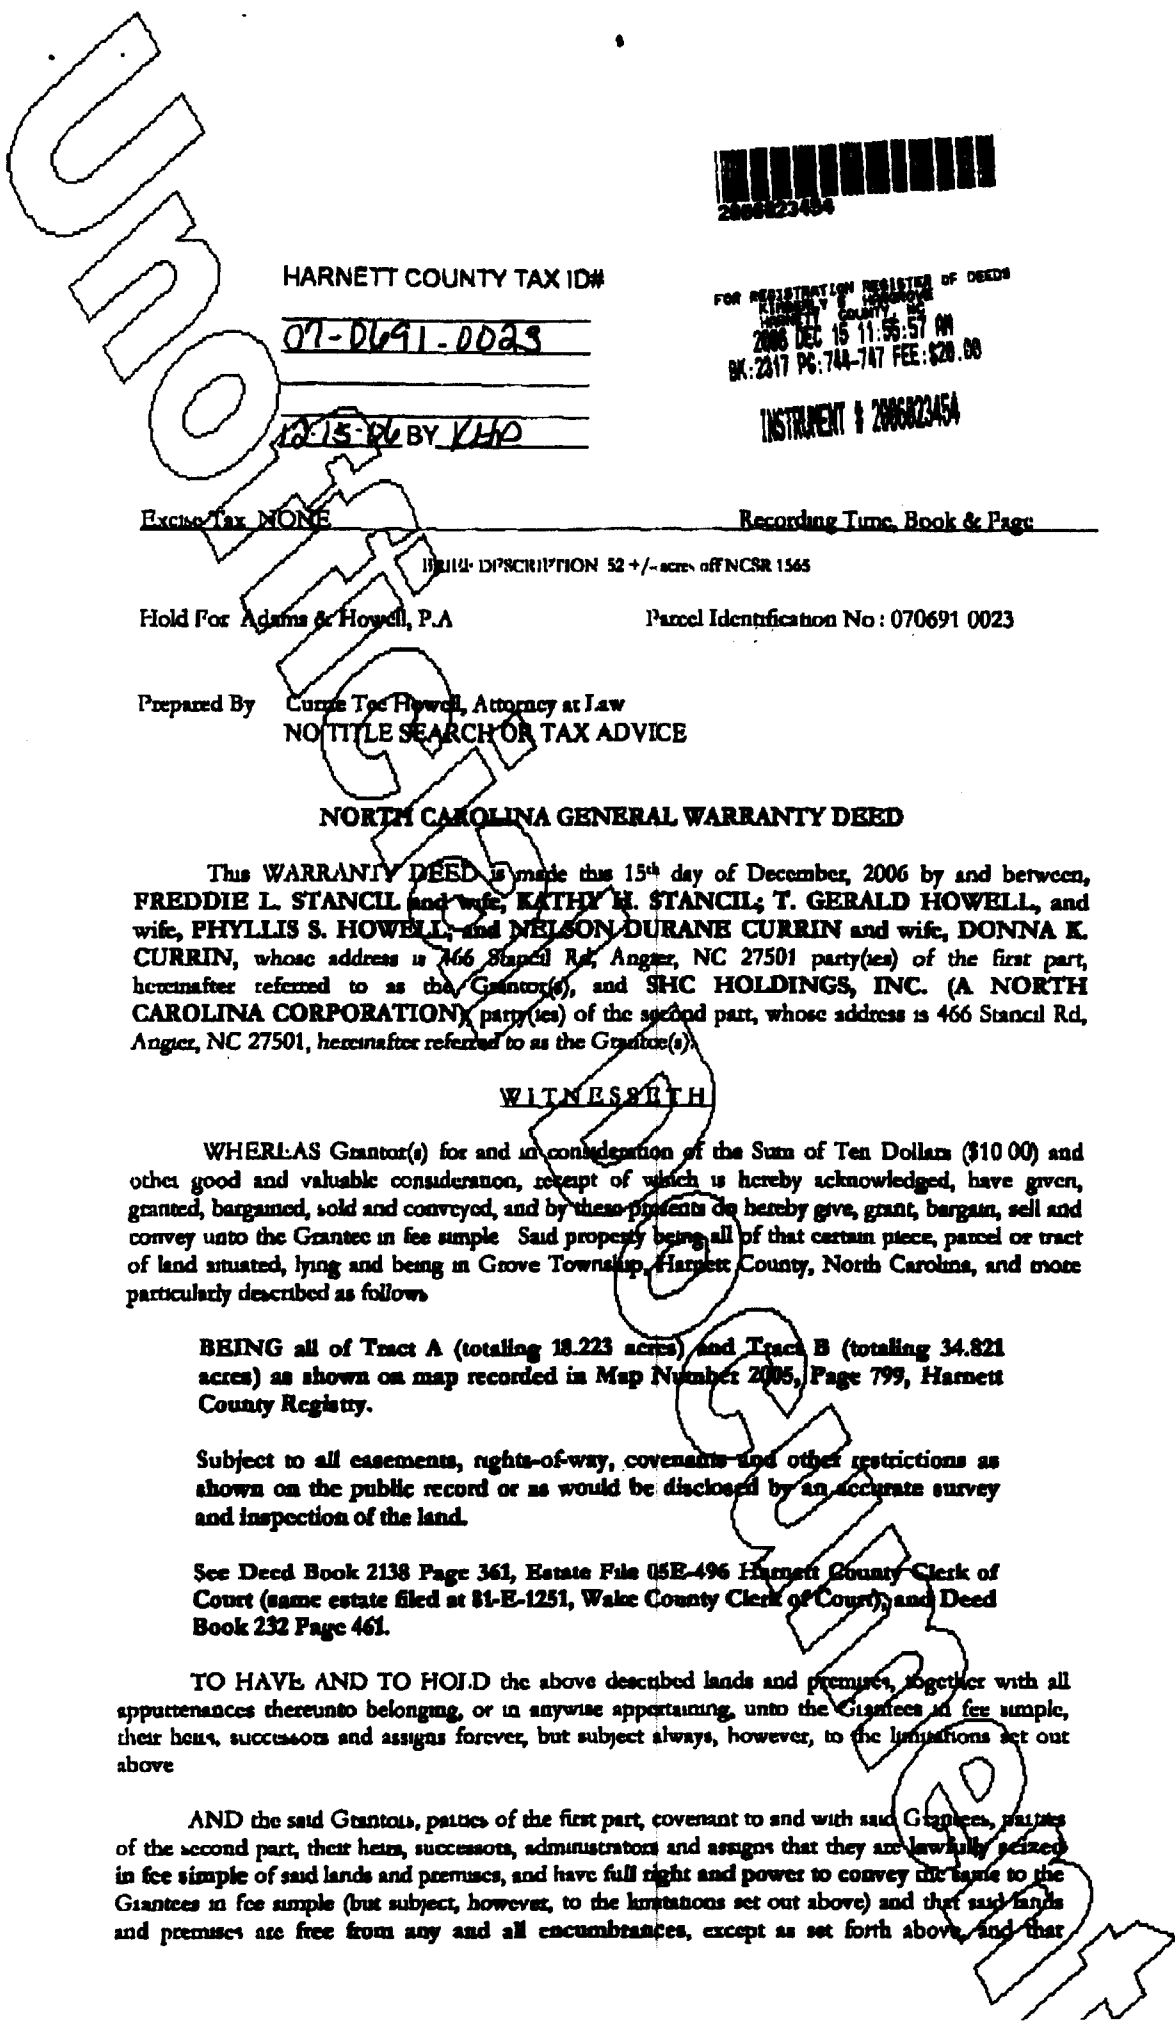 2006023454
HARNETT COUNTY TAX ID#
07-0691-0023
12-15-06 BY KHO
FOR REGISTRATION REGISTER OF DEEDS
KIMBERLY S. HARGROVE
HARNETT COUNTY, NC
2006 DEC 15 11:55:57 AM
BK:2317 PG:744-747 FEE:$20.00
INSTRUMENT # 2006023454
Excise Tax NONE Recording Time, Book & Page
BRIEF DESCRIPTION 52 +/- acres off NCSR 1565
Hold For Adams & Howell, P.A Parcel Identification No : 070691 0023
Prepared By Currie Tee Howell, Attorney at Law
NO TITLE SEARCH OR TAX ADVICE
NORTH CAROLINA GENERAL WARRANTY DEED
This WARRANTY DEED is made this 15th day of December, 2006 by and between,
FREDDIE L. STANCIL and wife, KATHY H. STANCIL; T. GERALD HOWELL, and
wife, PHYLLIS S. HOWELL; and NELSON DURANE CURRIN and wife, DONNA K.
CURRIN, whose address is 466 Stancil Rd, Angier, NC 27501 party(ies) of the first part,
hereinafter referred to as the Grantor(s), and SHC HOLDINGS, INC. (A NORTH
CAROLINA CORPORATION) party(ies) of the second part, whose address is 466 Stancil Rd,
Angier, NC 27501, hereinafter referred to as the Grantee(s).
WITNESSETH
WHEREAS Grantor(s) for and in consideration of the Sum of Ten Dollars ($10 00) and
other good and valuable consideration, receipt of which is hereby acknowledged, have given,
granted, bargained, sold and conveyed, and by these presents do hereby give, grant, bargain, sell and
convey unto the Grantee in fee simple Said property being all of that certain piece, parcel or tract
of land situated, lying and being in Grove Township, Harnett County, North Carolina, and more
particularly described as follows
BEING all of Tract A (totaling 18.223 acres) and Tract B (totaling 34.821
acres) as shown on map recorded in Map Number 2005, Page 799, Harnett
County Registry.
Subject to all easements, rights-of-way, covenants and other restrictions as
shown on the public record or as would be disclosed by an accurate survey
and inspection of the land.
See Deed Book 2138 Page 361, Estate File 05E-496 Harnett County Clerk of
Court (same estate filed at 81-E-1251, Wake County Clerk of Court), and Deed
Book 232 Page 461.
TO HAVE AND TO HOLD the above described lands and premises, together with all
appurtenances thereunto belonging, or in anywise appertaining, unto the Grantees in fee simple,
their heirs, successors and assigns forever, but subject always, however, to the limitations set out
above
AND the said Grantors, parties of the first part, covenant to and with said Grantees, parties
of the second part, their heirs, successors, administrators and assigns that they are lawfully seized
in fee simple of said lands and premises, and have full right and power to convey the same to the
Grantees in fee simple (but subject, however, to the limitations set out above) and that said lands
and premises are free from any and all encumbrances, except as set forth above, and that
Unofficial Document